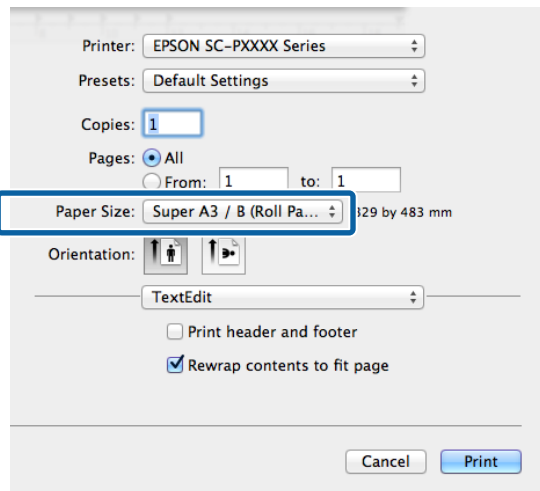 Printer: EPSON SC-PXXXX Series
Presets: Default Settings
Copies: 1
Pages: All
From: 1 to: 1
Paper Size: Super A3 / B (Roll Pa... 329 by 483 mm
Orientation:
TextEdit
Print header and footer
Rewrap contents to fit page
Cancel Print